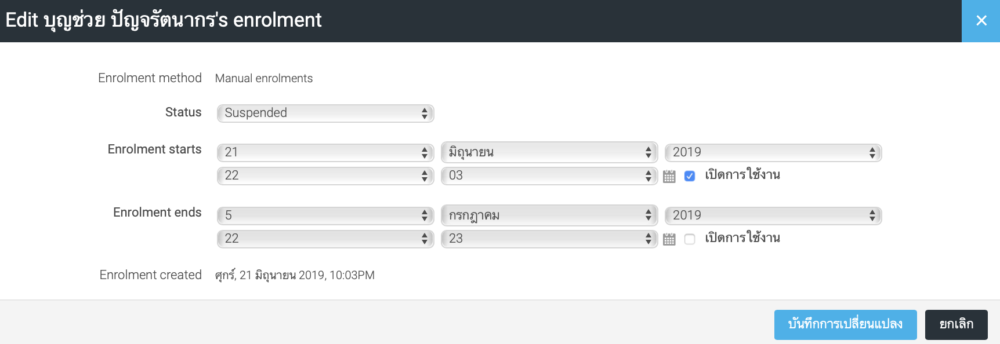 Edit บุญช่วย ปัญจรัตนากร's enrolment
Enrolment method Manual enrolments
Status Suspended
Enrolment starts 21 มิถุนายน 2019
22 03 เปิดการใช้งาน
Enrolment ends 5 กรกฎาคม 2019
22 23 เปิดการใช้งาน
Enrolment created ศุกร์, 21 มิถุนายน 2019, 10:03PM
บันทึกการเปลี่ยนแปลง ยกเลิก